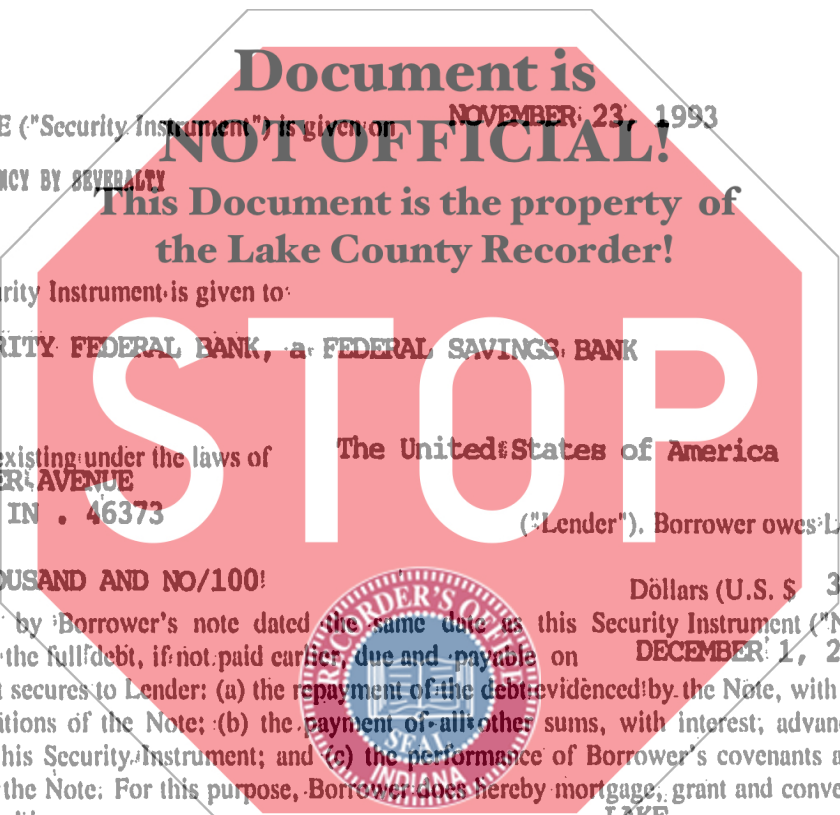 Document is
E ("Security Instrument") is given on NOVEMBER 23, 1993
NOT OFFICIAL!
NCY BY SEVERALTY
This Document is the property of
the Lake County Recorder!
rity Instrument is given to
RITY FEDERAL BANK, a FEDERAL SAVINGS BANK
STOP
existing under the laws of The United States of America
ER AVENUE
IN . 46373
("Lender"). Borrower owes L
OUSAND AND NO/100
Dollars (U.S. $ 3
RECORDER'S OFFICE
by Borrower's note dated the same date as this Security Instrument ("N
the full debt, if not paid earlier, due and payable on DECEMBER 1, 2
t secures to Lender: (a) the repayment of the debt evidenced by the Note, with
itions of the Note; (b) the payment of all other sums, with interest, advan
SEAL
his Security Instrument; and (c) the performance of Borrower's covenants a
INDIANA
the Note. For this purpose, Borrower does hereby mortgage, grant and conve
LAKE